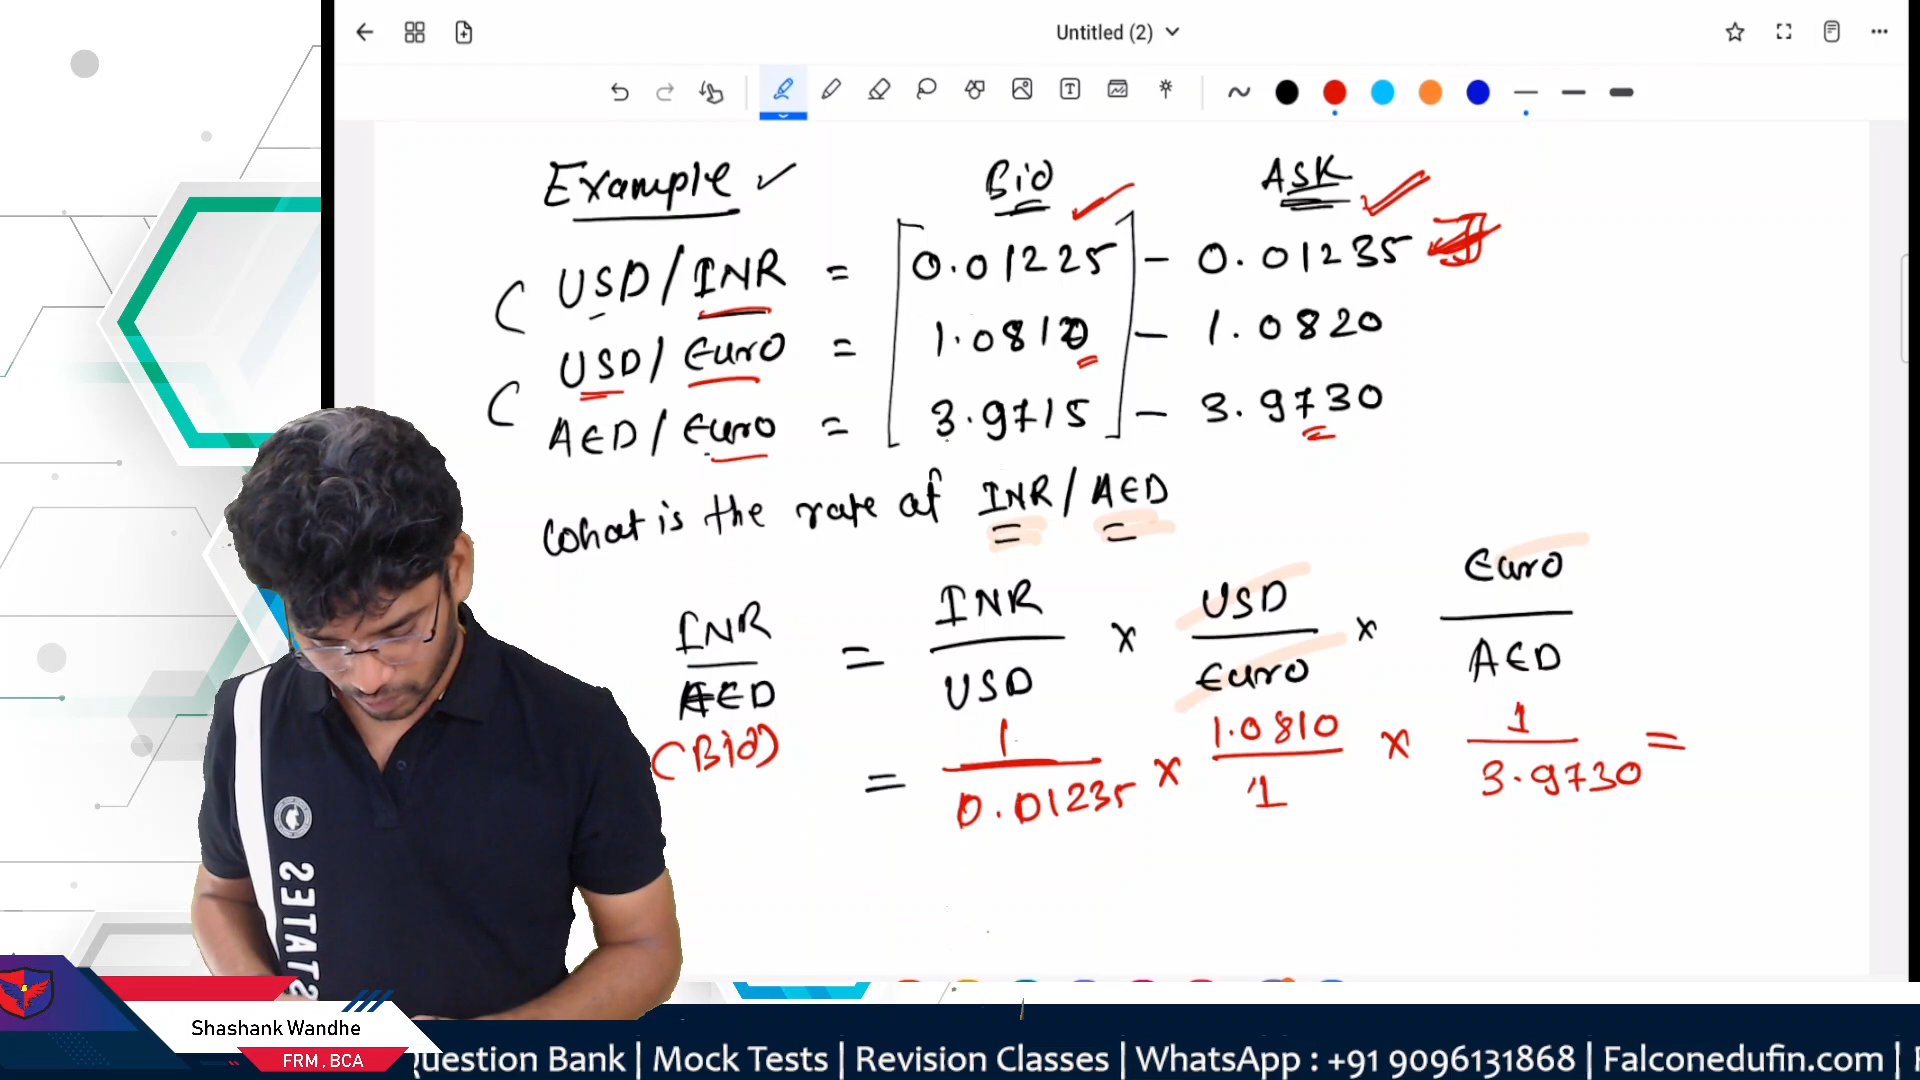 Untitled (2)
Example ✓ Bid ASK
USD/INR = 0.01225 - 0.01235
USD/Euro = 1.0810 - 1.0820
AED/Euro = 3.9715 - 3.9730
What is the rate of INR/AED
INR/AED = INR/USD x USD/Euro x Euro/AED
(Bid) = 1/0.01235 x 1.0810/1 x 1/3.9730 =
STATES
Shashank Wandhe
FRM, BCA
Question Bank | Mock Tests | Revision Classes | WhatsApp : +91 9096131868 | Falconedufin.com |